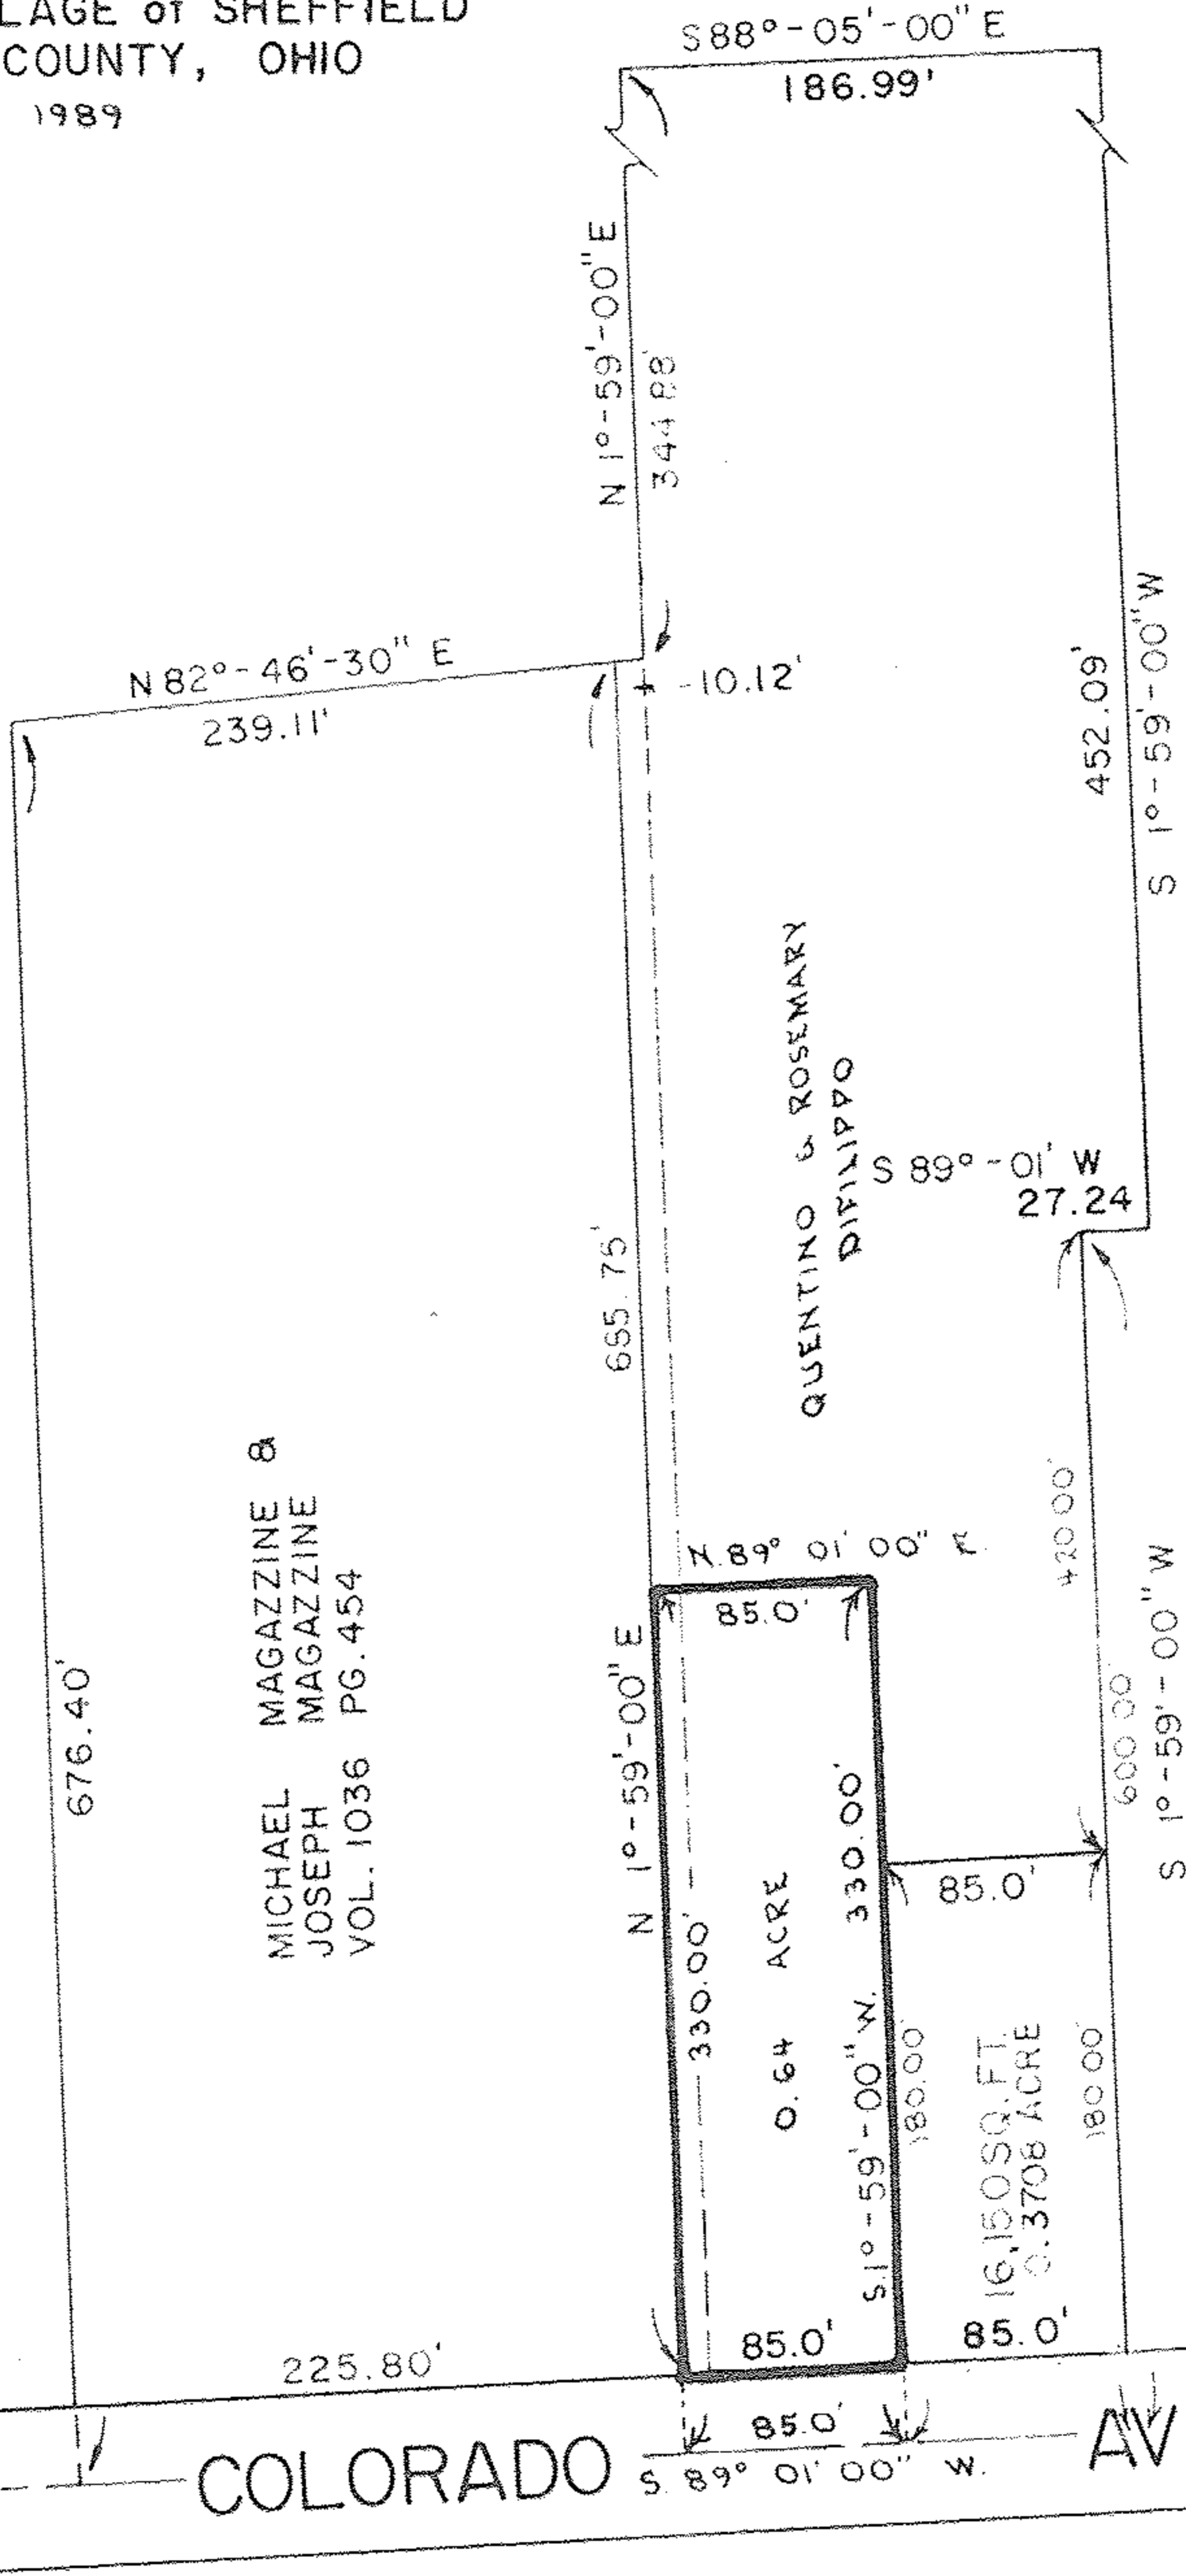 LAGE of SHEFFIELD
COUNTY, OHIO
1989
S 88°-05'-00" E
186.99'
N 1°-59'-00" E
344.88'
N 82°-46'-30" E
239.11'
10.12'
452.09'
S 1°-59'-00" W
QUENTINO & ROSEMARY
DIFILIPPO
S 89°-01' W
27.24
665.75'
420.00'
N. 89° 01' 00" E.
85.0'
MICHAEL MAGAZZINE &
JOSEPH MAGAZZINE
VOL. 1036 PG. 454
676.40'
N 1°-59'-00" E
330.00'
0.64 ACRE
S. 1°-59'-00" W. 330.00'
600.00'
S 1°-59'-00" W
85.0'
180.00'
16,150 SQ. FT.
0.3708 ACRE
180.00'
225.80'
85.0'
85.0'
85.0'
COLORADO
S. 89° 01' 00" W.
AV